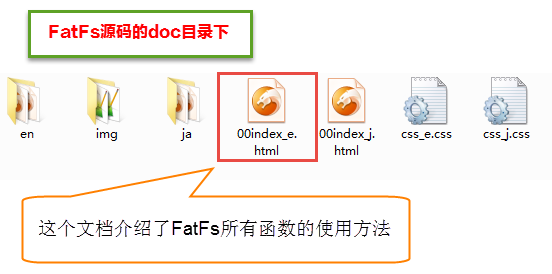 FatFs源码的doc目录下
en
img
ja
00index_e.
html
00index_j.
html
css_e.css
css_j.css
这个文档介绍了FatFs所有函数的使用方法